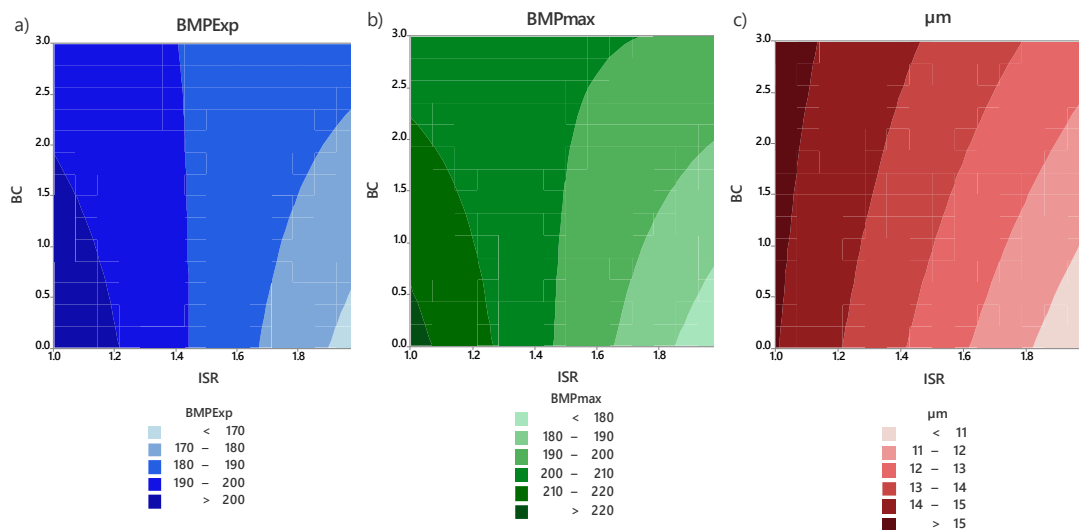 a)
BMPExp
3.0
2.5
2.0
1.5
1.0
0.5
0.0
BC
1.0 1.2 1.4 1.6 1.8
ISR
BMPExp
< 170
170 – 180
180 – 190
190 – 200
> 200
b)
BMPmax
3.0
2.5
2.0
1.5
1.0
0.5
0.0
BC
1.0 1.2 1.4 1.6 1.8
ISR
BMPmax
< 180
180 – 190
190 – 200
200 – 210
210 – 220
> 220
c)
µm
3.0
2.5
2.0
1.5
1.0
0.5
0.0
BC
1.0 1.2 1.4 1.6 1.8
ISR
µm
< 11
11 – 12
12 – 13
13 – 14
14 – 15
> 15